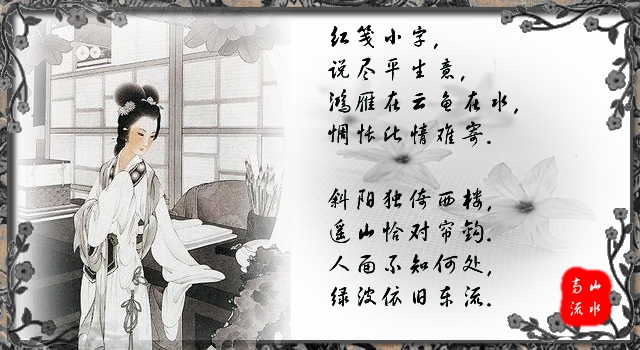 红笺小字，
说尽平生意，
鸿雁在云鱼在水，
惆怅此情难寄．
斜阳独倚西楼，
遥山恰对帘钩．
人面不知何处，
绿波依旧东流．
高山
流水